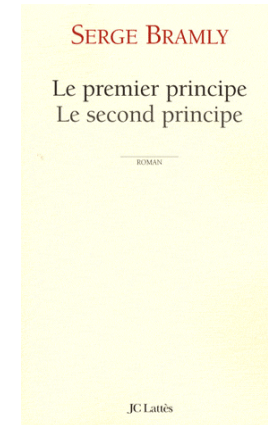 SERGE BRAMLY
Le premier principe
Le second principe
ROMAN
JC Lattès